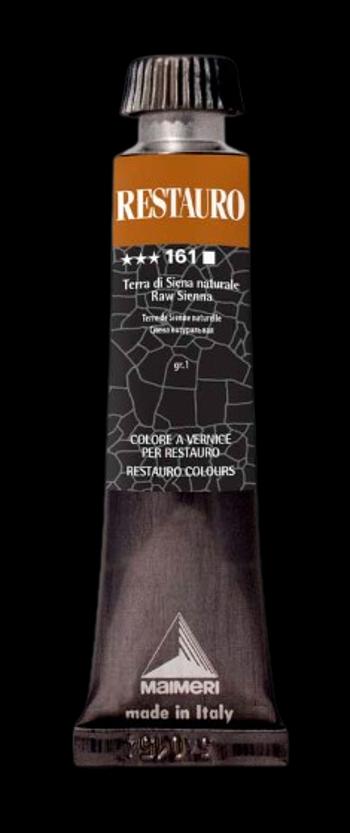 RESTAURO
★★★ 161 ■
Terra di Siena naturale
Raw Sienna
Terre de Sienne naturelle
Сиена натуральная
gr.1
COLORE A VERNICE
PER RESTAURO
RESTAURO COLOURS
MAIMERI
made in Italy